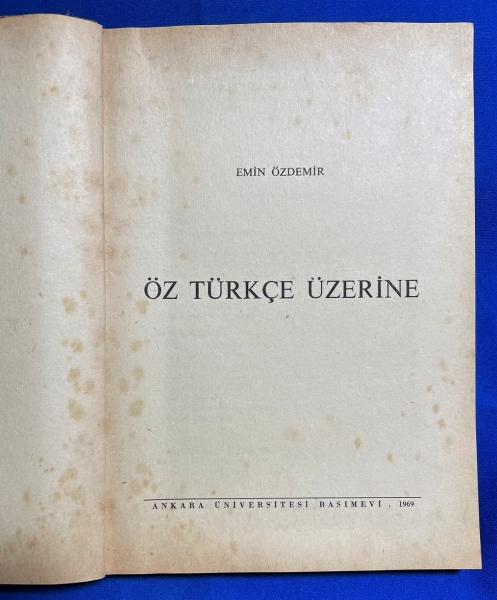 EMİN ÖZDEMİR
ÖZ TÜRKÇE ÜZERİNE
ANKARA ÜNİVERSİTESİ BASIMEVİ . 1969